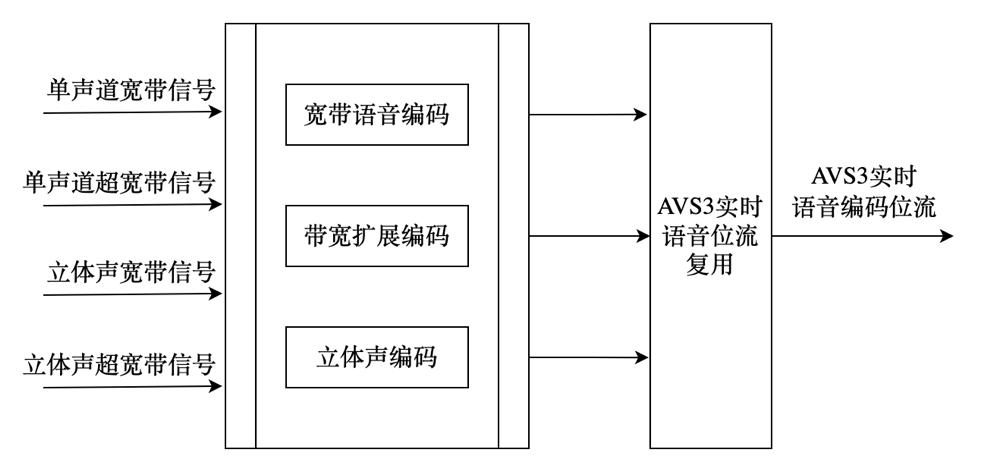 单声道宽带信号
单声道超宽带信号
立体声宽带信号
立体声超宽带信号
宽带语音编码
带宽扩展编码
立体声编码
AVS3实时
语音位流
复用
AVS3实时
语音编码位流